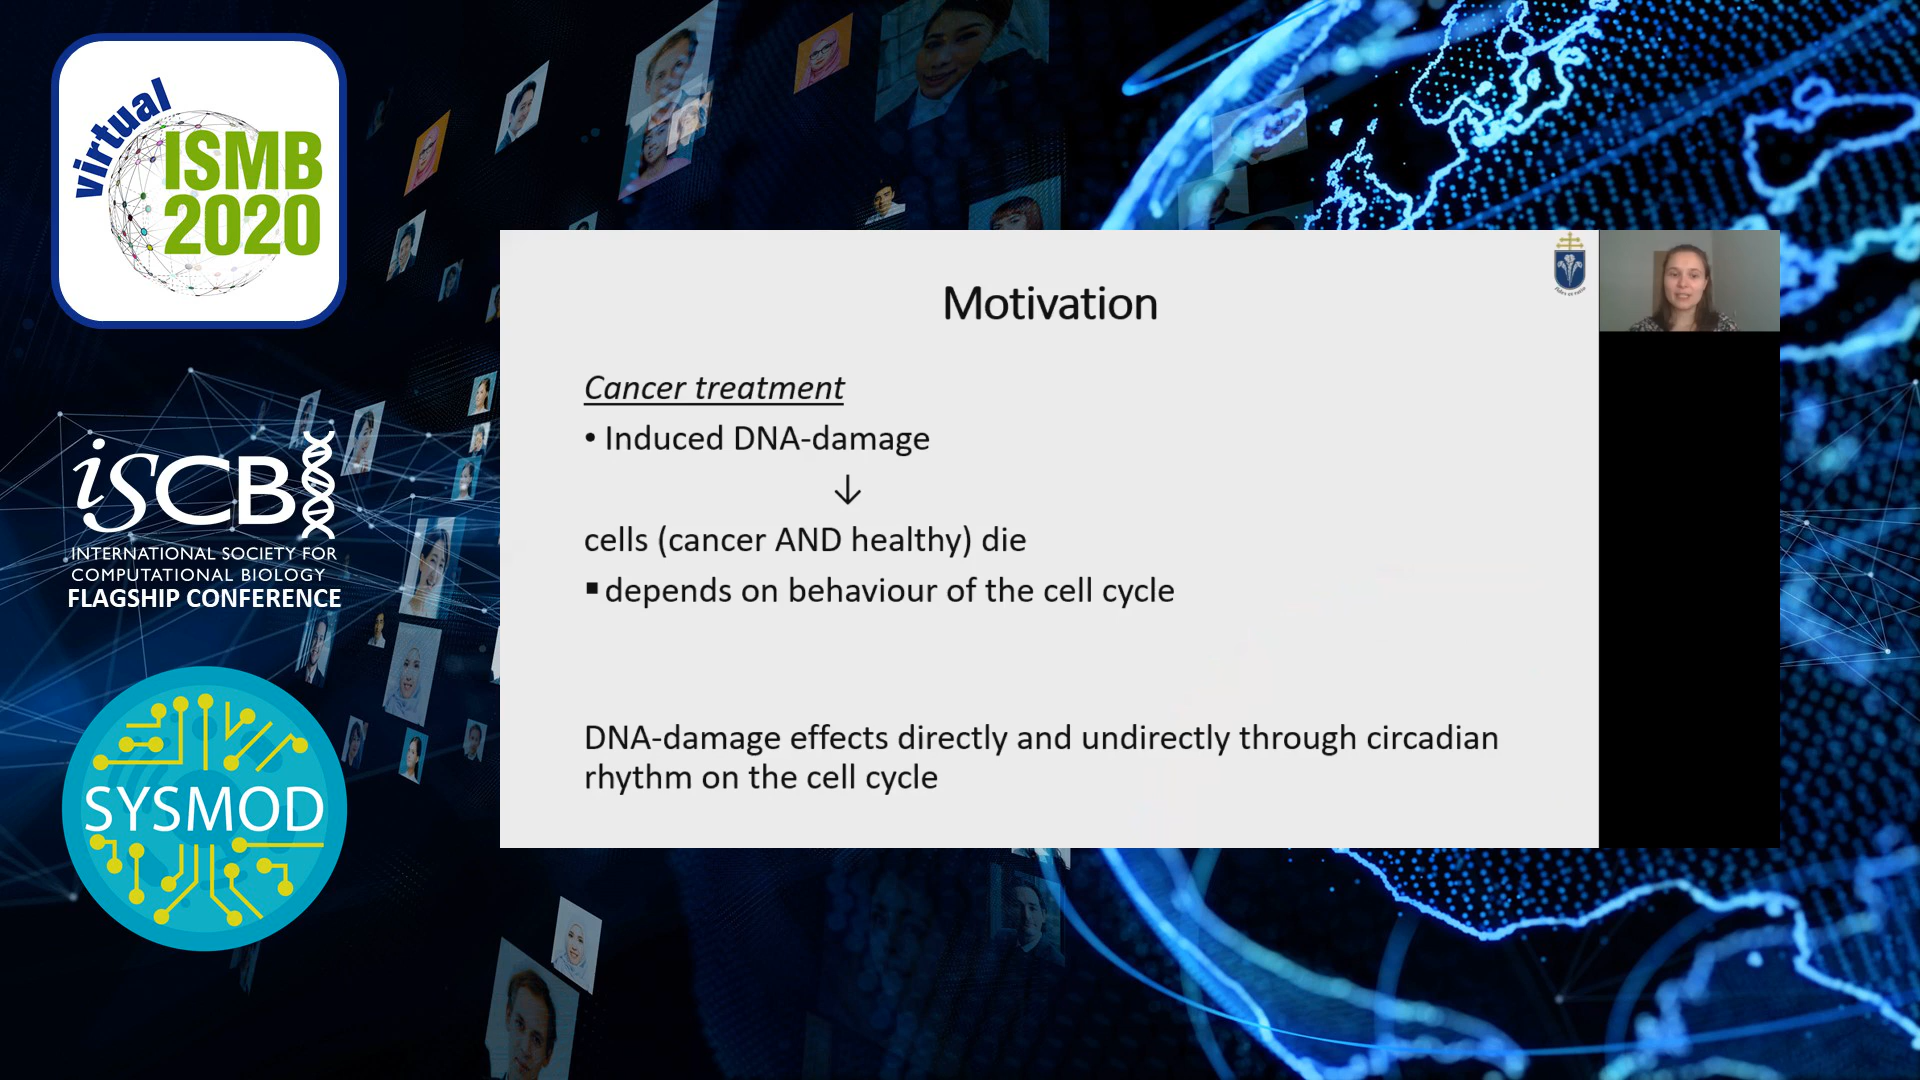 virtual
ISMB
2020
iSCB
INTERNATIONAL SOCIETY FOR
COMPUTATIONAL BIOLOGY
FLAGSHIP CONFERENCE
SYSMOD
Motivation
Cancer treatment
• Induced DNA-damage
↓
cells (cancer AND healthy) die
▪ depends on behaviour of the cell cycle
DNA-damage effects directly and undirectly through circadian
rhythm on the cell cycle